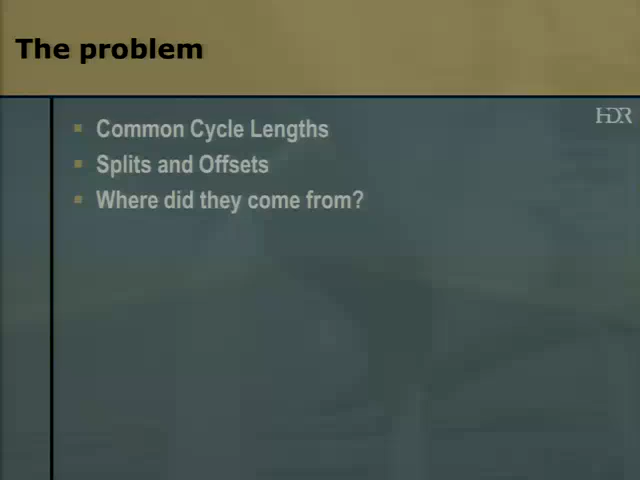 The problem
HDR
Common Cycle Lengths
Splits and Offsets
Where did they come from?